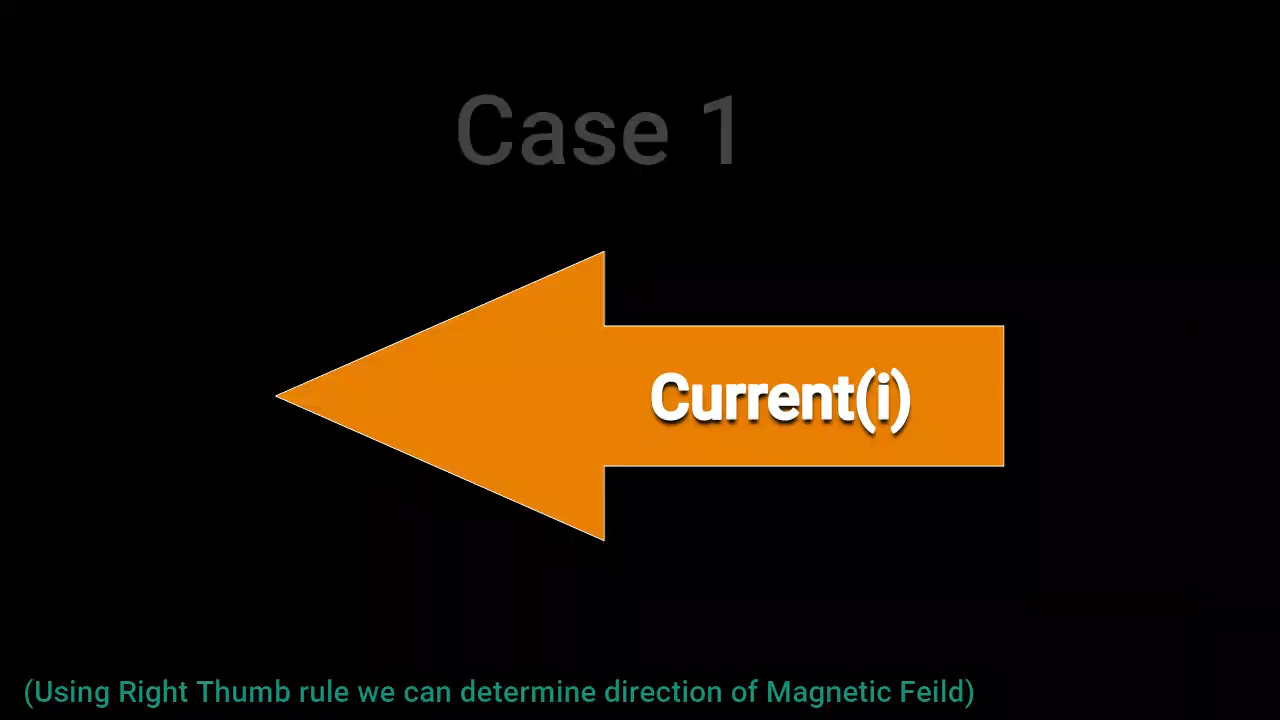 Case 1
Current(i)
(Using Right Thumb rule we can determine direction of Magnetic Feild)